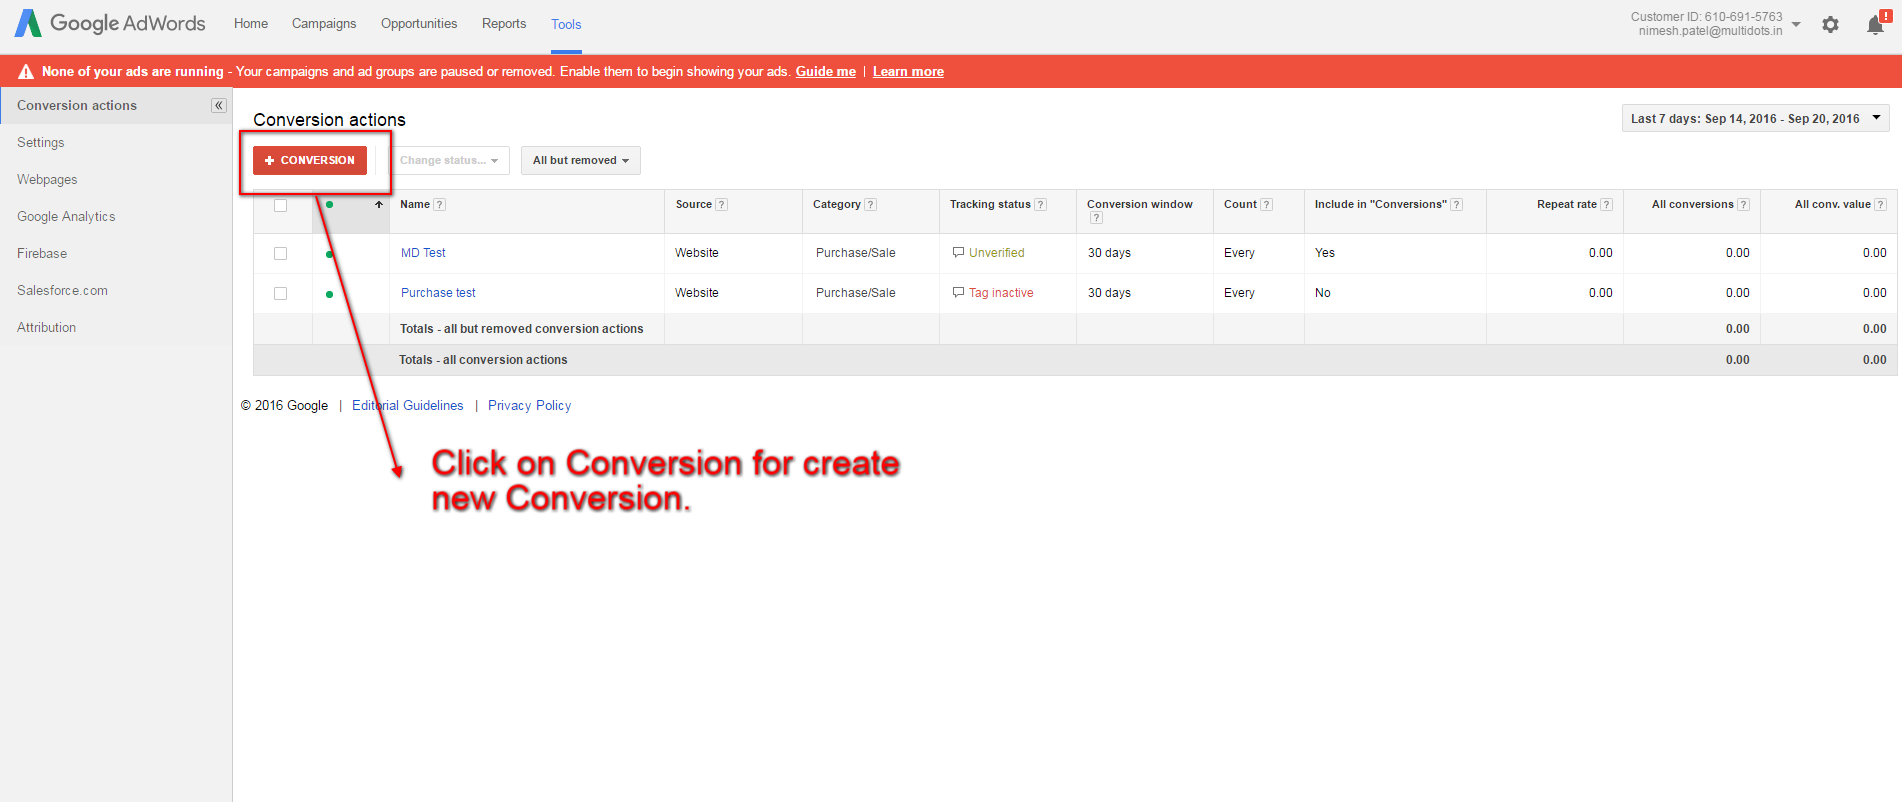 Google AdWords Home Campaigns Opportunities Reports Tools
Customer ID: 610-691-5763
nimesh.patel@multidots.in
!
None of your ads are running - Your campaigns and ad groups are paused or removed. Enable them to begin showing your ads. Guide me | Learn more
Conversion actions «
Settings
Webpages
Google Analytics
Firebase
Salesforce.com
Attribution
Conversion actions
Last 7 days: Sep 14, 2016 - Sep 20, 2016
+ CONVERSION Change status... All but removed
Name ? Source ? Category ? Tracking status ? Conversion window ? Count ? Include in "Conversions" ? Repeat rate ? All conversions ? All conv. value ?
MD Test Website Purchase/Sale Unverified 30 days Every Yes 0.00 0.00 0.00
Purchase test Website Purchase/Sale Tag inactive 30 days Every No 0.00 0.00 0.00
Totals - all but removed conversion actions 0.00 0.00
Totals - all conversion actions 0.00 0.00
© 2016 Google | Editorial Guidelines | Privacy Policy
Click on Conversion for create
new Conversion.